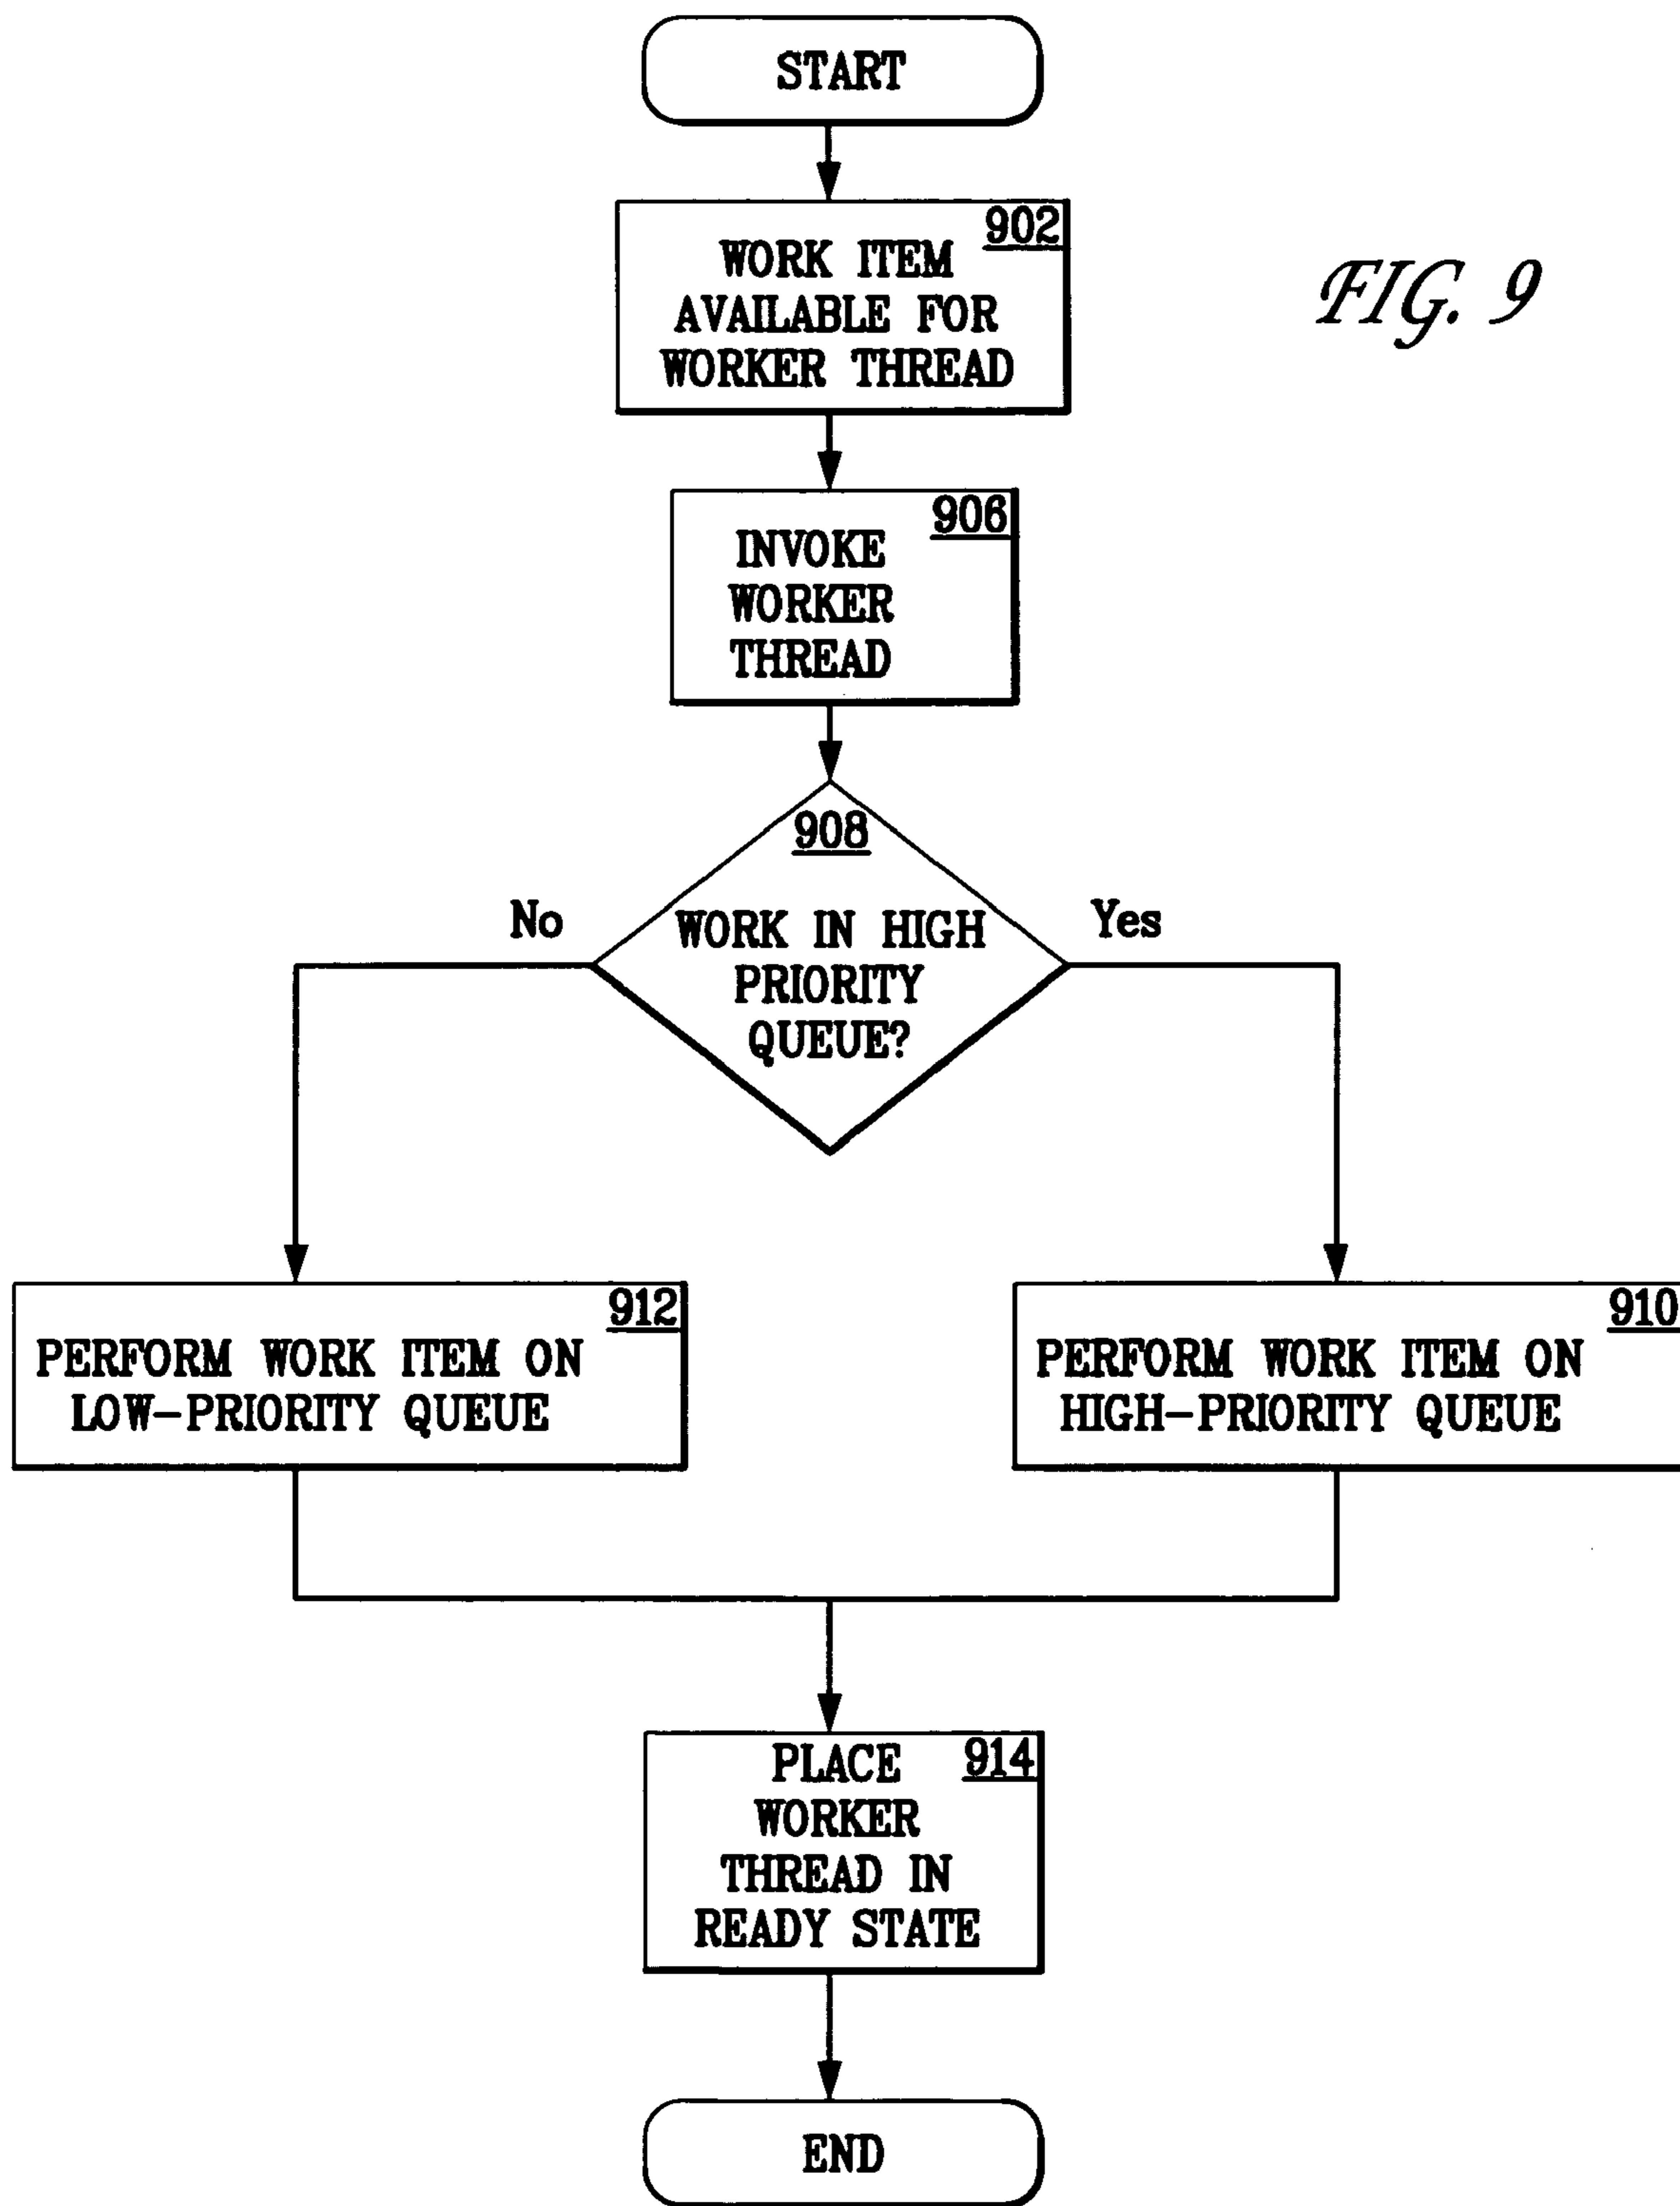 START
902
WORK ITEM
AVAILABLE FOR
WORKER THREAD
FIG. 9
906
INVOKE
WORKER
THREAD
908
WORK IN HIGH
PRIORITY
QUEUE?
No
Yes
912
PERFORM WORK ITEM ON
LOW-PRIORITY QUEUE
910
PERFORM WORK ITEM ON
HIGH-PRIORITY QUEUE
914
PLACE
WORKER
THREAD IN
READY STATE
END